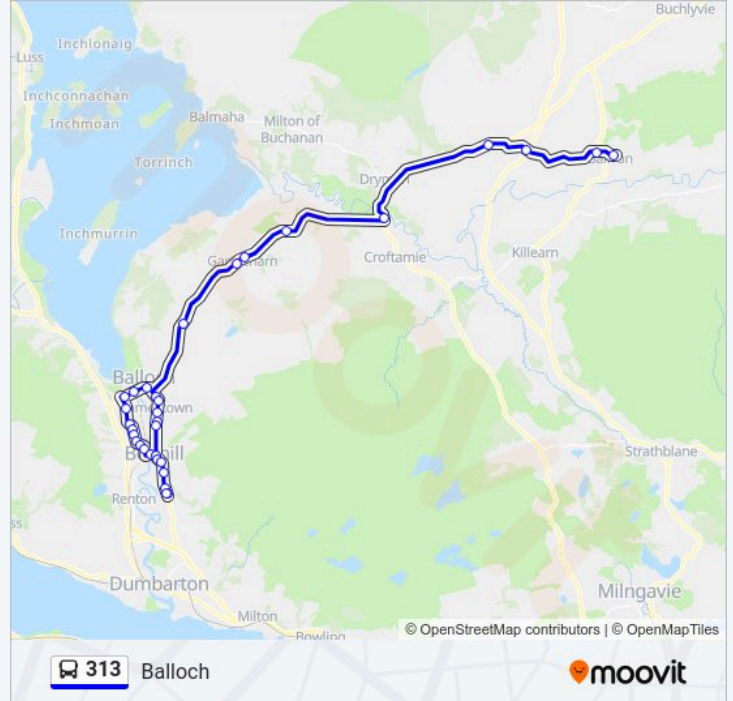 Buchlyvie
Inchlonaig
Luss
Inchconnachan
Inchmoan
Balmaha
Milton of
Buchanan
Torrinch
Drymen
Inchmurrin
Croftamie
Killearn
Gartocharn
Balloch
Jamestown
Bonhill
Renton
Strathblane
ss
Dumbarton
Milngavie
Milton
Bowling
© OpenStreetMap contributors | © OpenMapTiles
313 Balloch
moovit